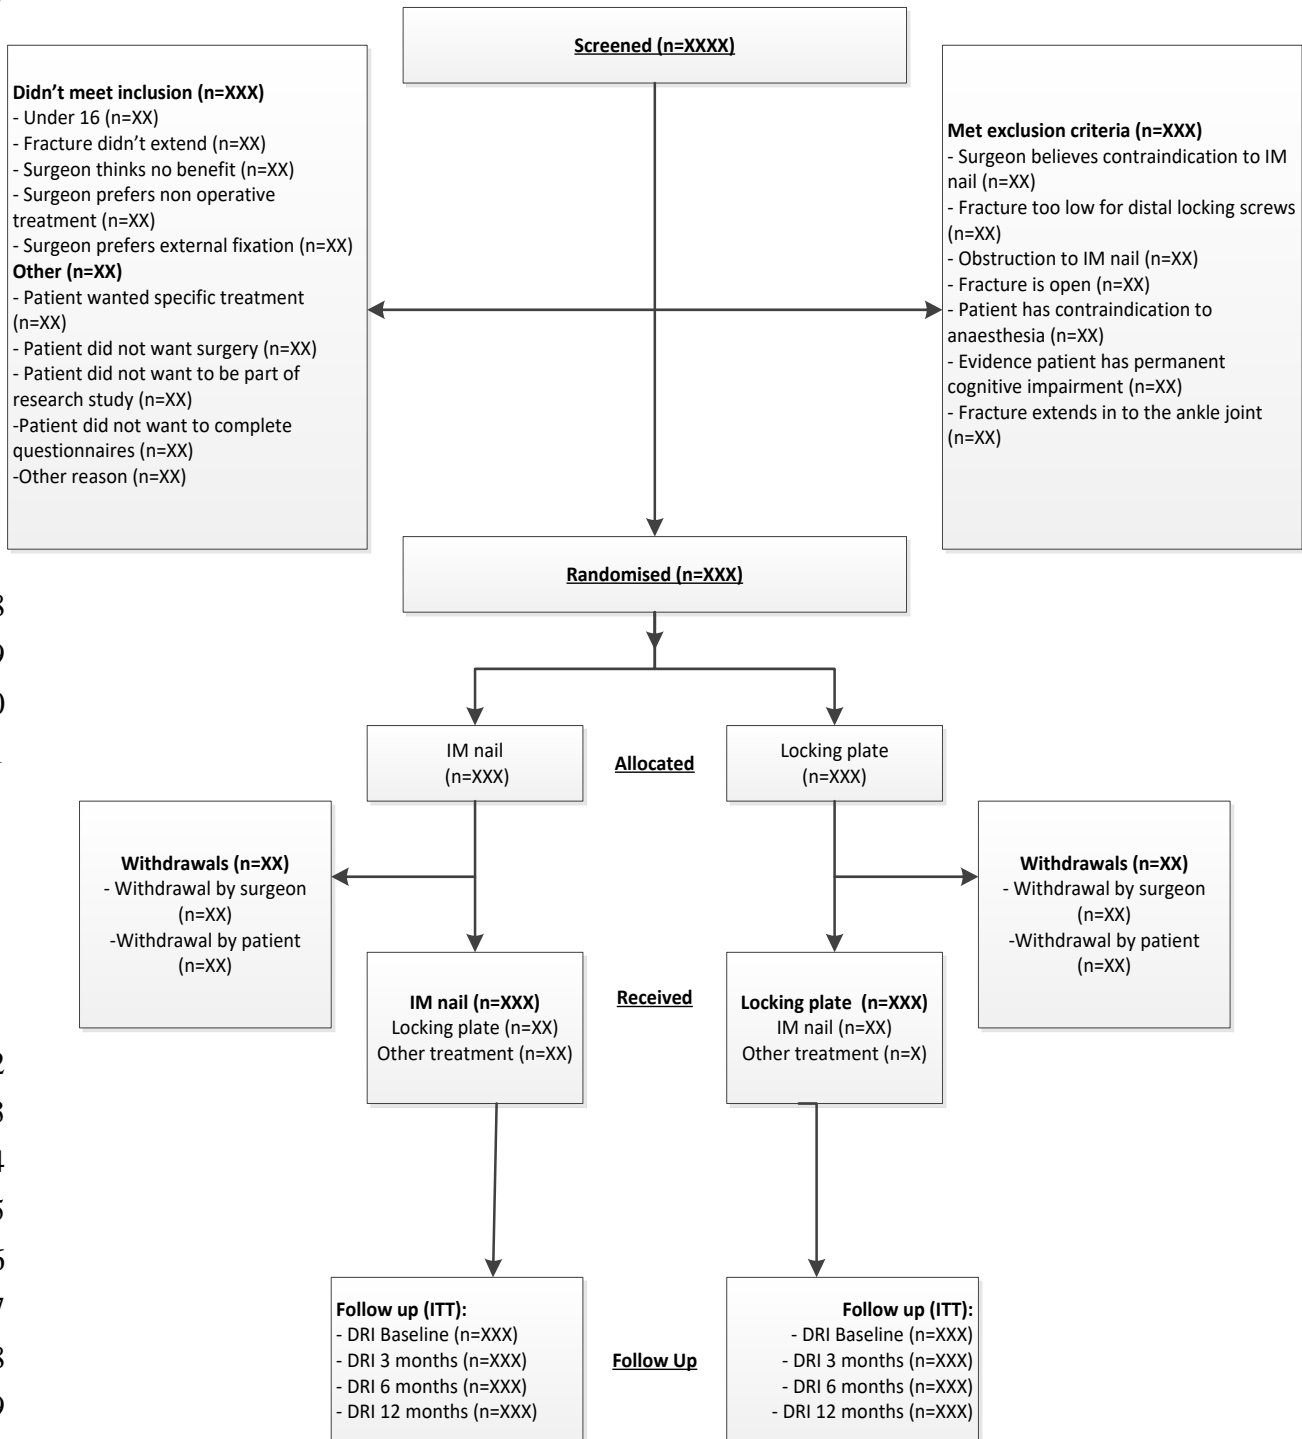 Screened (n=XXXX)
Didn't meet inclusion (n=XXX)
- Under 16 (n=XX)
- Fracture didn't extend (n=XX)
- Surgeon thinks no benefit (n=XX)
- Surgeon prefers non operative
treatment (n=XX)
- Surgeon prefers external fixation (n=XX)
Other (n=XX)
- Patient wanted specific treatment
(n=XX)
- Patient did not want surgery (n=XX)
- Patient did not want to be part of
research study (n=XX)
-Patient did not want to complete
questionnaires (n=XX)
-Other reason (n=XX)
Met exclusion criteria (n=XXX)
- Surgeon believes contraindication to IM
nail (n=XX)
- Fracture too low for distal locking screws
(n=XX)
- Obstruction to IM nail (n=XX)
- Fracture is open (n=XX)
- Patient has contraindication to
anaesthesia (n=XX)
- Evidence patient has permanent
cognitive impairment (n=XX)
- Fracture extends in to the ankle joint
(n=XX)
Randomised (n=XXX)
IM nail
(n=XXX)
Allocated
Locking plate
(n=XXX)
Withdrawals (n=XX)
- Withdrawal by surgeon
(n=XX)
-Withdrawal by patient
(n=XX)
Withdrawals (n=XX)
- Withdrawal by surgeon
(n=XX)
-Withdrawal by patient
(n=XX)
IM nail (n=XXX)
Locking plate (n=XX)
Other treatment (n=XX)
Received
Locking plate  (n=XXX)
IM nail (n=XX)
Other treatment (n=X)
Follow up (ITT):
- DRI Baseline (n=XXX)
- DRI 3 months (n=XXX)
- DRI 6 months (n=XXX)
- DRI 12 months (n=XXX)
Follow Up
Follow up (ITT):
- DRI Baseline (n=XXX)
- DRI 3 months (n=XXX)
- DRI 6 months (n=XXX)
- DRI 12 months (n=XXX)